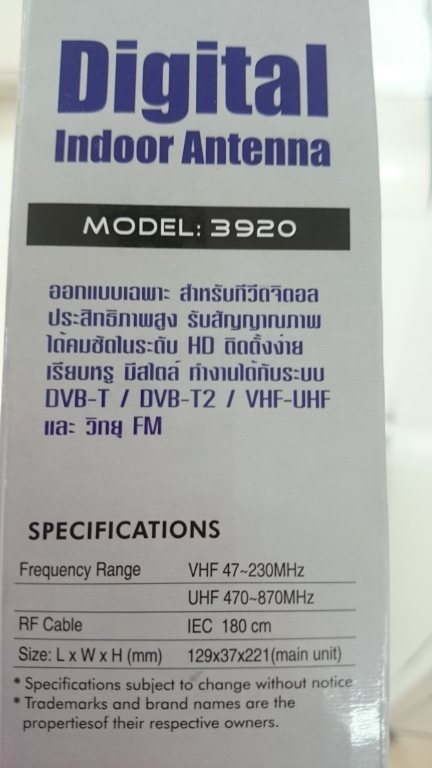 Digital
Indoor Antenna
MODEL: 3920
ออกแบบเฉพาะ สำหรับทีวีดิจิตอล
ประสิทธิภาพสูง รับสัญญาณภาพ
ได้คมชัดในระดับ HD ติดตั้งง่าย
เรียบหรู มีสไตล์ ทำงานได้กับระบบ
DVB-T / DVB-T2 / VHF-UHF
และ วิทยุ FM
SPECIFICATIONS
Frequency Range VHF 47~230MHz
UHF 470~870MHz
RF Cable IEC 180 cm
Size: L x W x H (mm) 129x37x221(main unit)
* Specifications subject to change without notice
* Trademarks and brand names are the
propertiesof their respective owners.